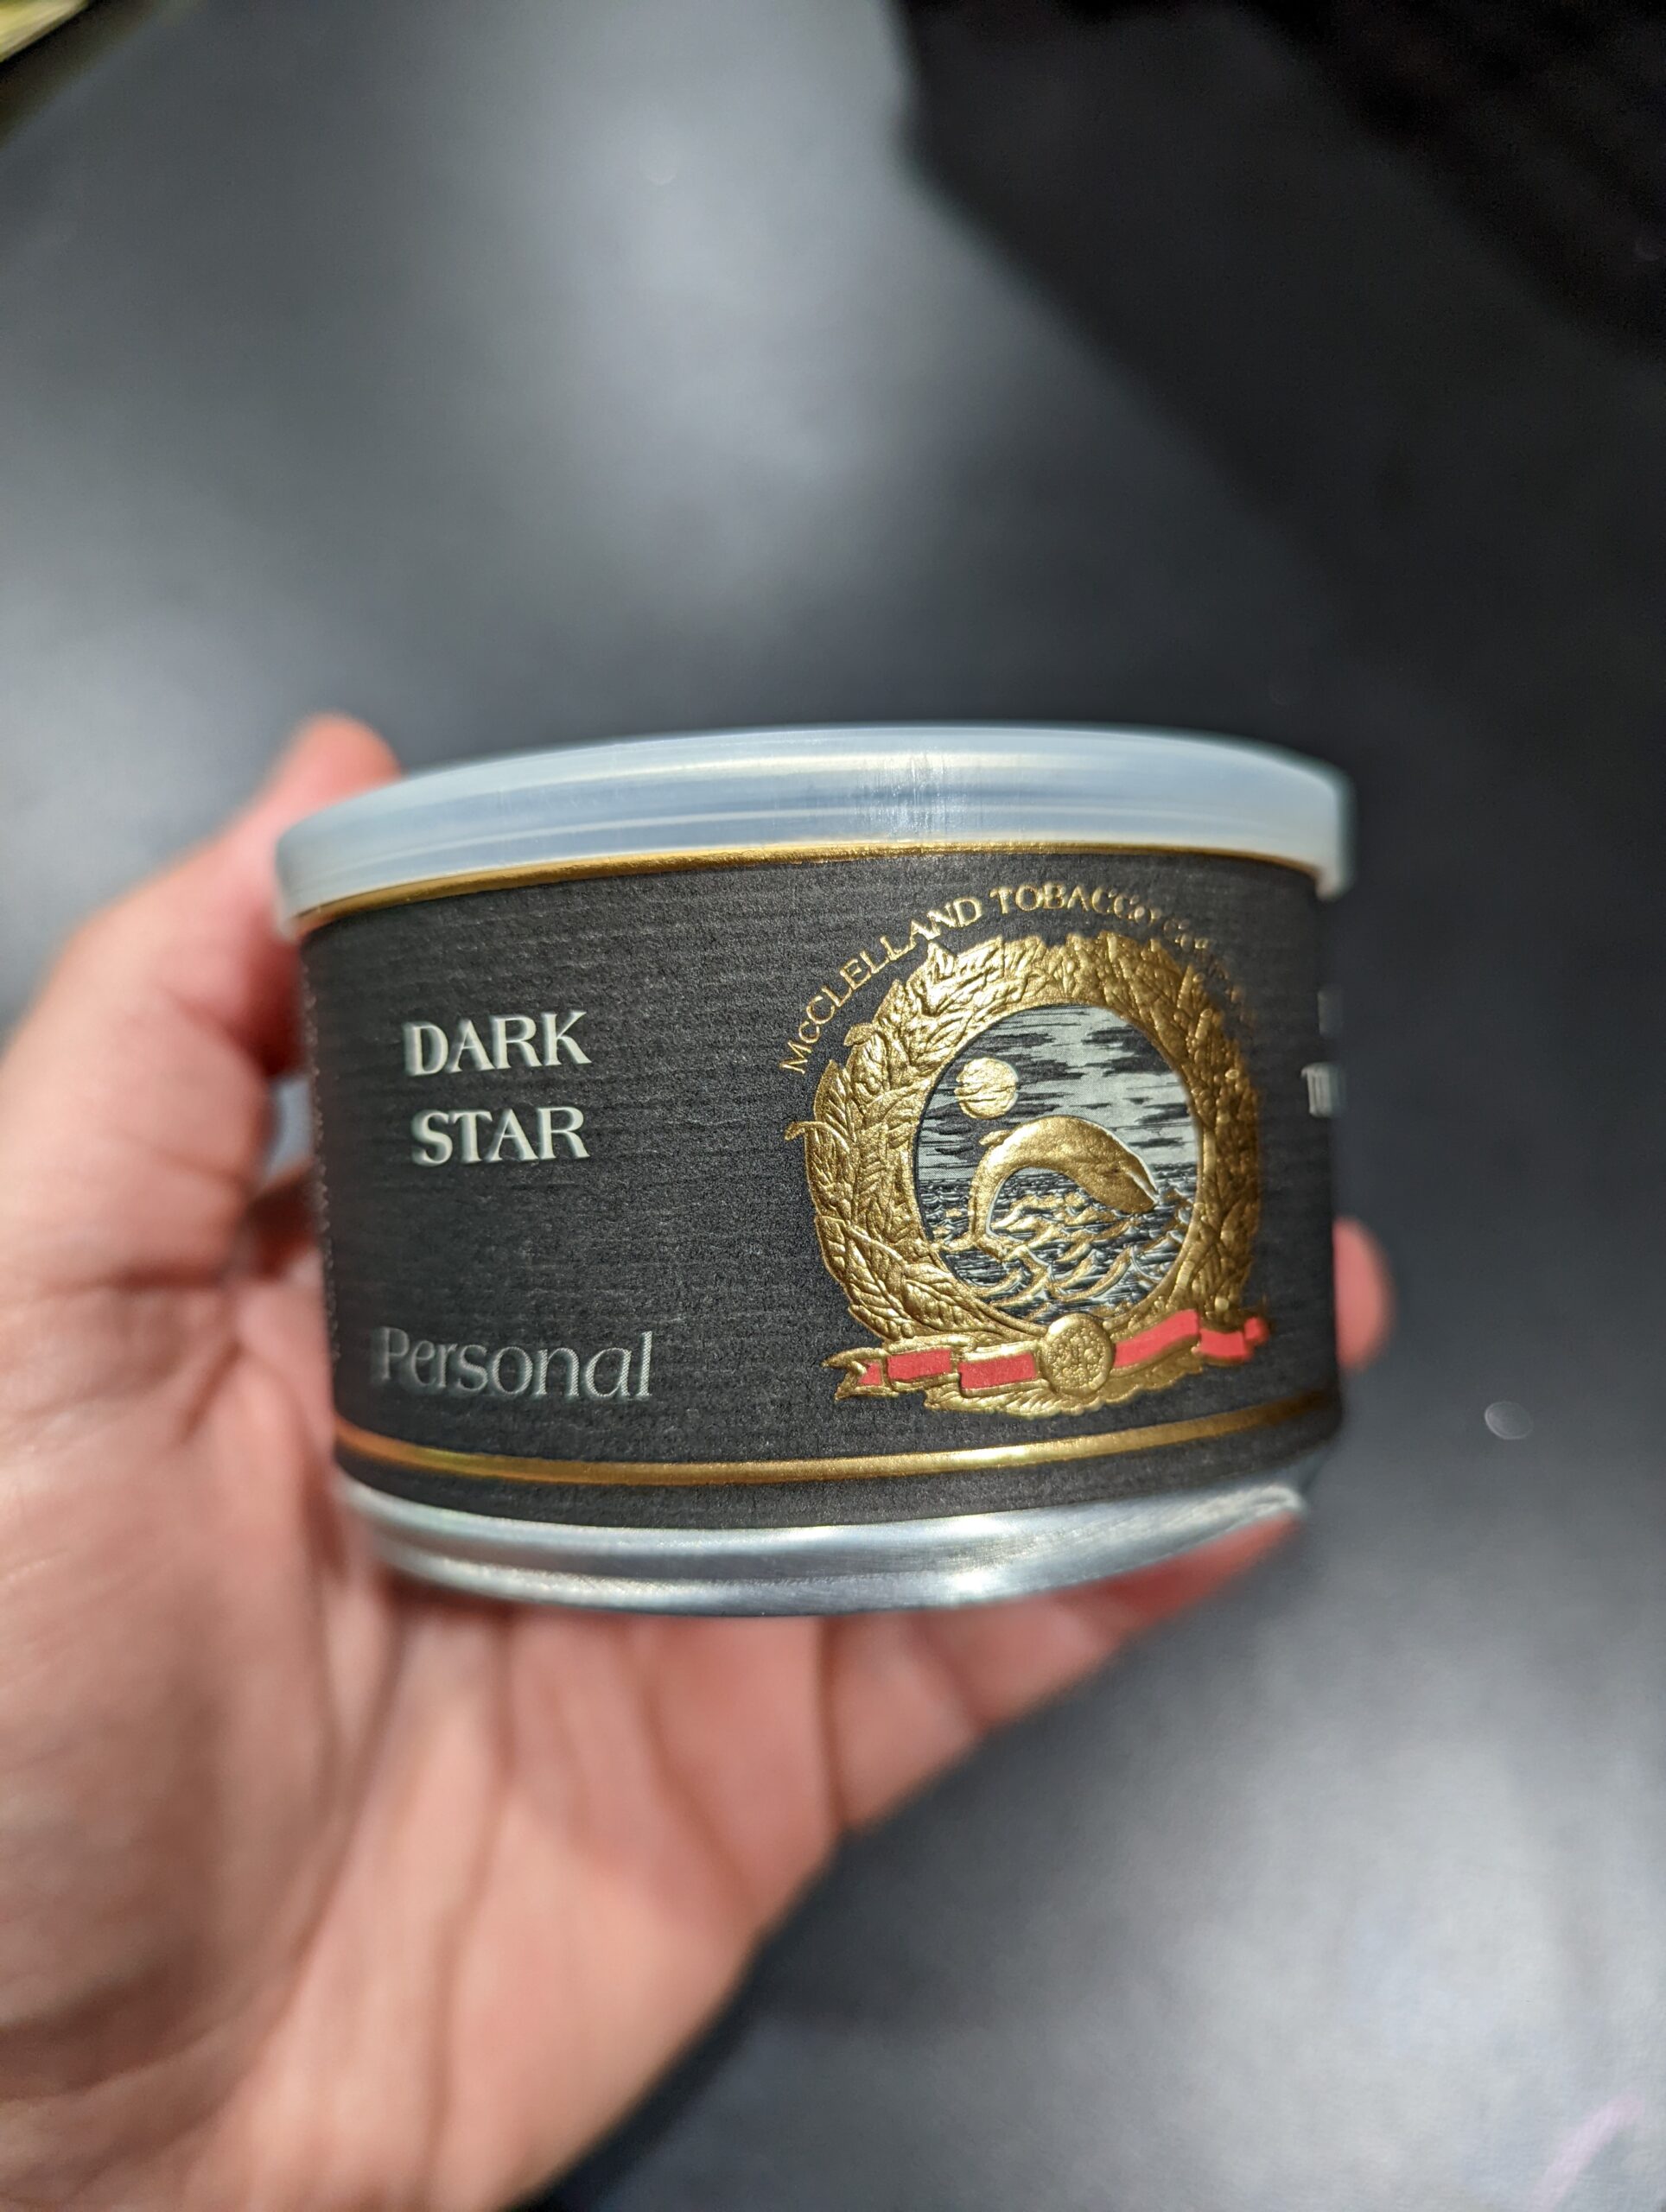 DARK
STAR
Personal
McCLELLAND TOBACCO